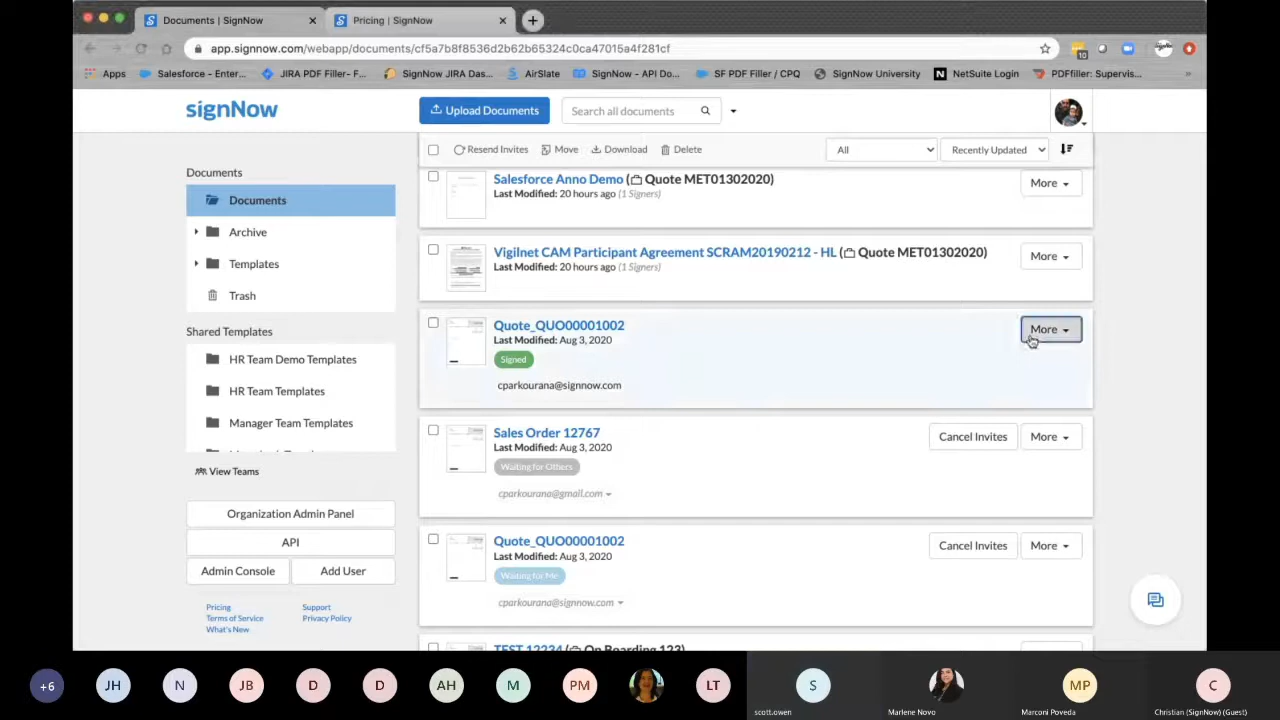 Documents | SignNow
Pricing | SignNow
app.signnow.com/webapp/documents/cf5a7b8f8536d2b62b65324c0ca47015a4f281cf
10
Apps
Salesforce - Enter...
JIRA PDF Filler- F...
SignNow JIRA Das...
AirSlate
SignNow - API Do...
SF PDF Filler / CPQ
SignNow University
NetSuite Login
PDFfiller: Supervis...
signNow
Upload Documents
Search all documents
Resend Invites
Move
Download
Delete
All
Recently Updated
Documents
Documents
Archive
Templates
Trash
Shared Templates
HR Team Demo Templates
HR Team Templates
Manager Team Templates
View Teams
Organization Admin Panel
API
Admin Console
Add User
Pricing
Support
Terms of Service
Privacy Policy
What's New
Salesforce Anno Demo (Quote MET01302020)
Last Modified: 20 hours ago (1 Signers)
More
Vigilnet CAM Participant Agreement SCRAM20190212 - HL (Quote MET01302020)
Last Modified: 20 hours ago (1 Signers)
More
Quote_QUO00001002
Last Modified: Aug 3, 2020
Signed
cparkourana@signnow.com
More
Sales Order 12767
Last Modified: Aug 3, 2020
Waiting for Others
cparkourana@gmail.com
Cancel Invites
More
Quote_QUO00001002
Last Modified: Aug 3, 2020
Waiting for Me
cparkourana@signnow.com
Cancel Invites
More
TEST 12234 (On Boarding 123)
+6
JH
N
JB
D
D
AH
M
PM
LT
S
scott.owen
Marlene Novo
MP
Marconi Poveda
C
Christian (SignNow) (Guest)